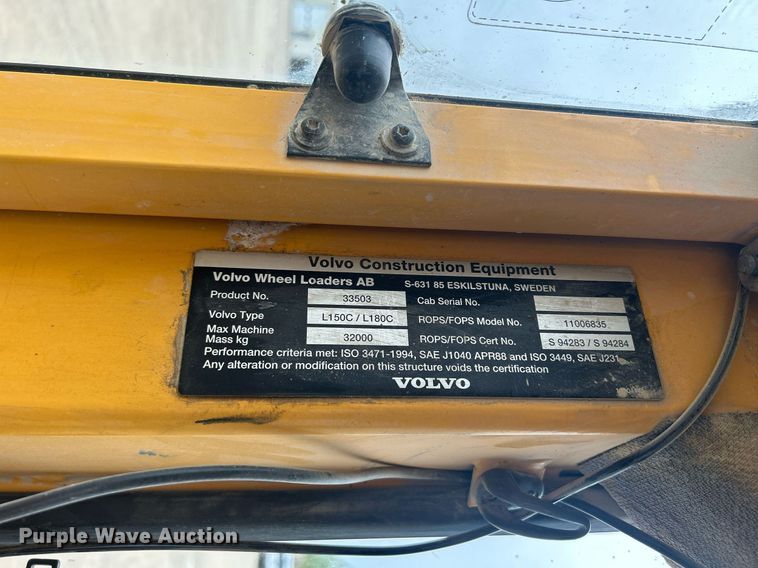 Volvo Construction Equipment
Volvo Wheel Loaders AB S-631 85 ESKILSTUNA, SWEDEN
Product No. 33503 Cab Serial No.
Volvo Type L150C / L180C ROPS/FOPS Model No. 11006835
Max Machine
Mass kg 32000 ROPS/FOPS Cert No. S 94283 / S 94284
Performance criteria met: ISO 3471-1994, SAE J1040 APR88 and ISO 3449, SAE J231
Any alteration or modification on this structure voids the certification
VOLVO
Purple Wave Auction